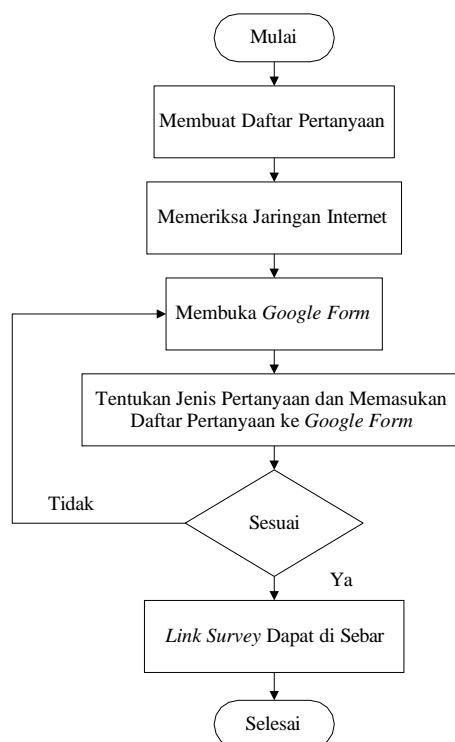 Mulai
Membuat Daftar Pertanyaan
Memeriksa Jaringan Internet
Membuka Google Form
Tentukan Jenis Pertanyaan dan Memasukan
Daftar Pertanyaan ke Google Form
Tidak
Sesuai
Ya
Link Survey Dapat di Sebar
Selesai